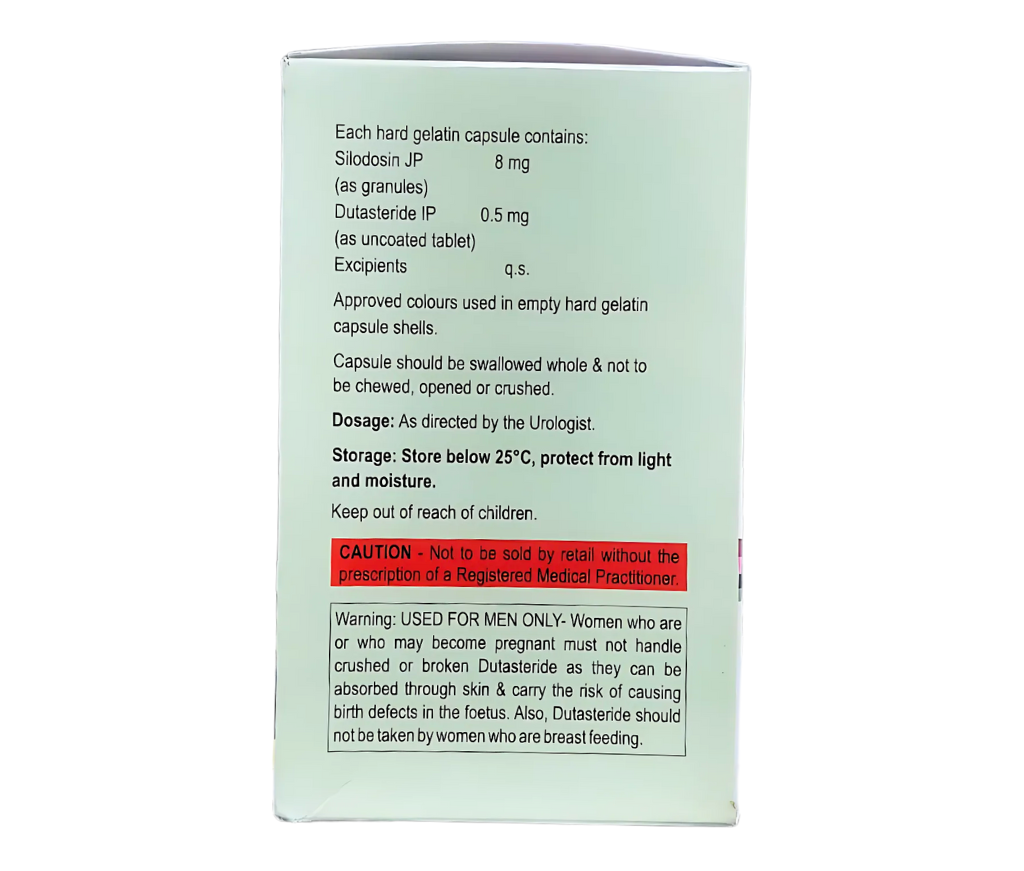 Each hard gelatin capsule contains:
Silodosin JP 8 mg
(as granules)
Dutasteride IP 0.5 mg
(as uncoated tablet)
Excipients q.s.
Approved colours used in empty hard gelatin
capsule shells.
Capsule should be swallowed whole & not to
be chewed, opened or crushed.
Dosage: As directed by the Urologist.
Storage: Store below 25°C, protect from light
and moisture.
Keep out of reach of children.
CAUTION - Not to be sold by retail without the
prescription of a Registered Medical Practitioner.
Warning: USED FOR MEN ONLY- Women who are
or who may become pregnant must not handle
crushed or broken Dutasteride as they can be
absorbed through skin & carry the risk of causing
birth defects in the foetus. Also, Dutasteride should
not be taken by women who are breast feeding.